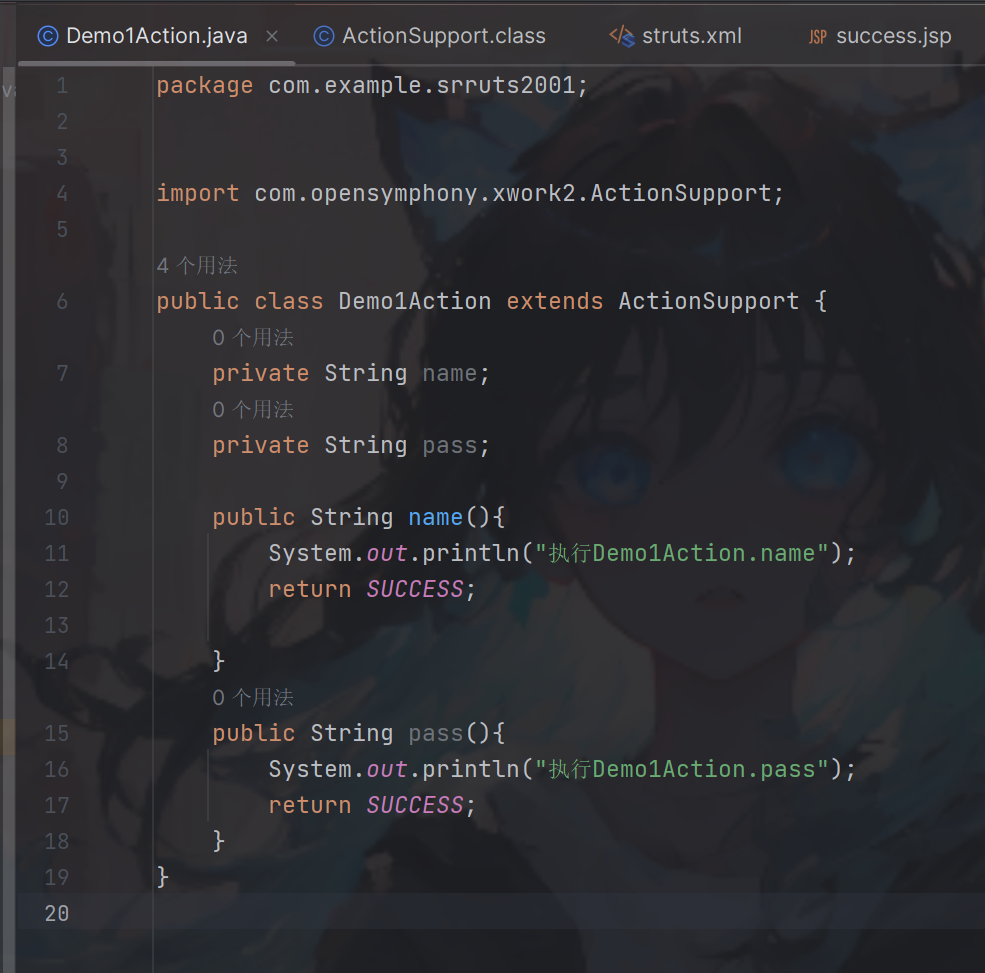 Demo1Action.java × ActionSupport.class struts.xml JSP success.jsp
1 package com.example.srruts2001;
2
3
4 import com.opensymphony.xwork2.ActionSupport;
5
4 个用法
6 public class Demo1Action extends ActionSupport {
0 个用法
7 private String name;
0 个用法
8 private String pass;
9
10 public String name(){
11 System.out.println("执行Demo1Action.name");
12 return SUCCESS;
13
14 }
0 个用法
15 public String pass(){
16 System.out.println("执行Demo1Action.pass");
17 return SUCCESS;
18 }
19 }
20